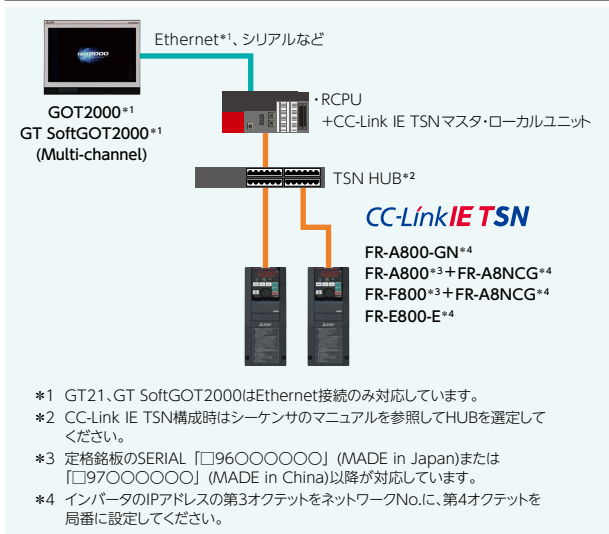 Ethernet*1、シリアルなど
GOT2000
GOT2000*1
GT SoftGOT2000*1
(Multi-channel)
・RCPU
+CC-Link IE TSNマスタ・ローカルユニット
TSN HUB*2
CC-Link IE TSN
FR-A800-GN*4
FR-A800*3+FR-A8NCG*4
FR-F800*3+FR-A8NCG*4
FR-E800-E*4
*1 GT21、GT SoftGOT2000はEthernet接続のみ対応しています。
*2 CC-Link IE TSN構成時はシーケンサのマニュアルを参照してHUBを選定して
ください。
*3 定格銘板のSERIAL「□96○○○○○○」(MADE in Japan)または
「□97○○○○○○」(MADE in China)以降が対応しています。
*4 インバータのIPアドレスの第3オクテットをネットワークNo.に、第4オクテットを
局番に設定してください。